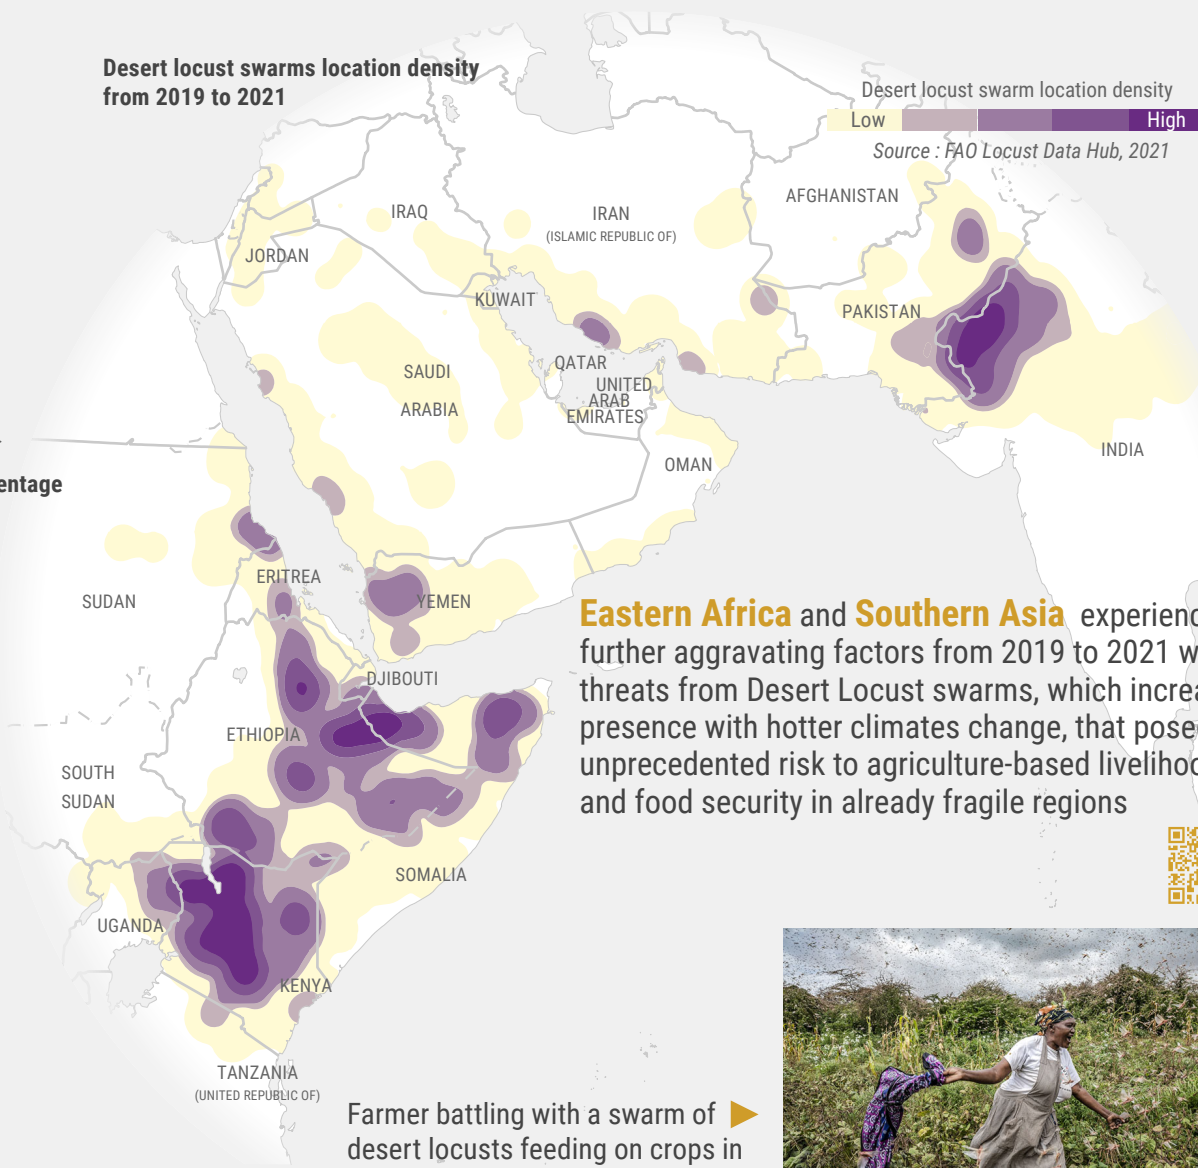 Desert locust swarms location density
from 2019 to 2021
Desert locust swarm location density
Low
High
Source : FAO Locust Data Hub, 2021
AFGHANISTAN
IRAQ
IRAN
(ISLAMIC REPUBLIC OF)
JORDAN
KUWAIT
PAKISTAN
QATAR
SAUDI
ARABIA
UNITED
ARAB
EMIRATES
INDIA
OMAN
entage
ERITREA
SUDAN
YEMEN
Eastern Africa and Southern Asia experienc
further aggravating factors from 2019 to 2021 w
threats from Desert Locust swarms, which increa
presence with hotter climates change, that pose
unprecedented risk to agriculture-based livelihoo
and food security in already fragile regions
DJIBOUTI
ETHIOPIA
SOUTH
SUDAN
SOMALIA
UGANDA
KENYA
TANZANIA
(UNITED REPUBLIC OF)
Farmer battling with a swarm of
desert locusts feeding on crops in